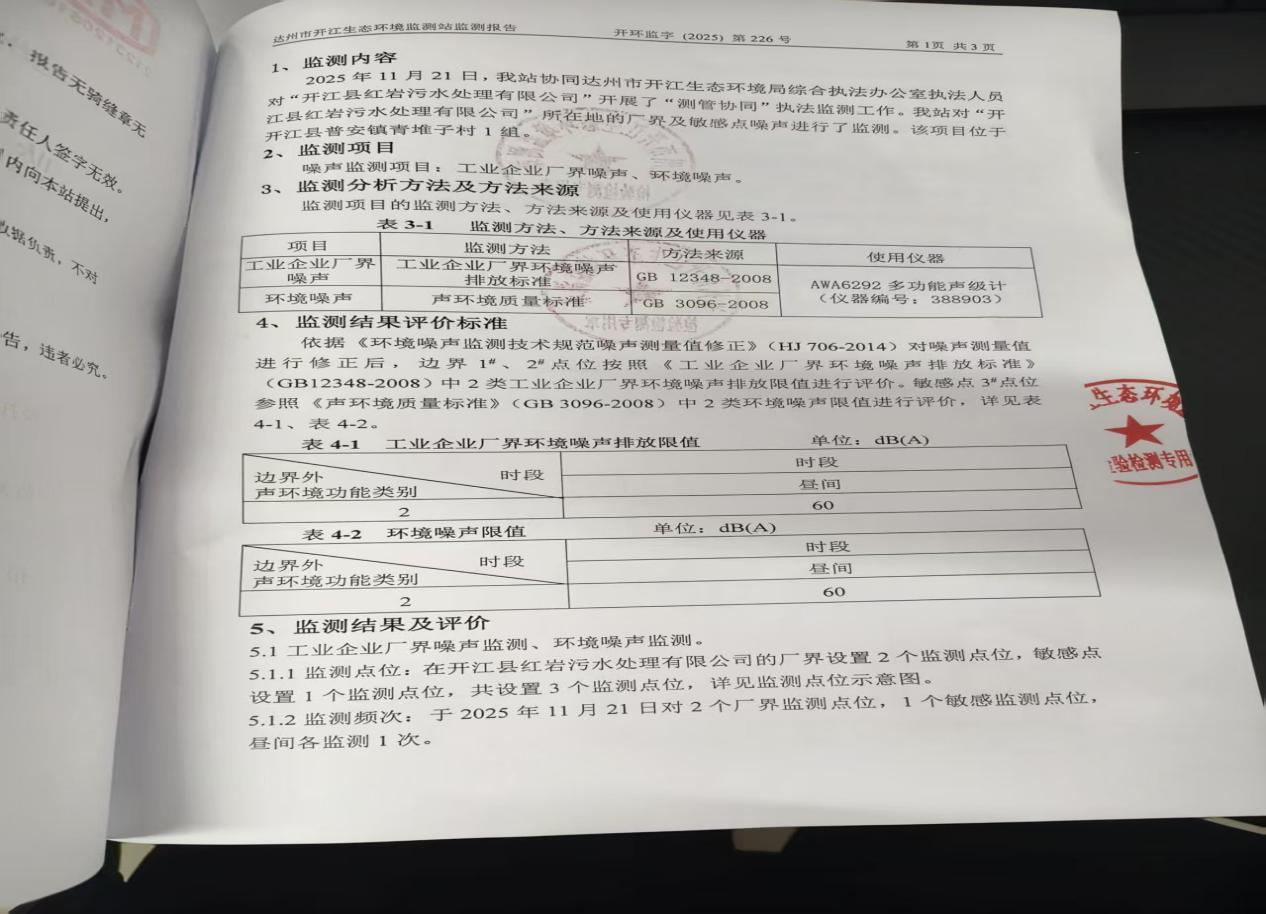 达州市开江生态环境监测站监测报告 开环监字 (2025) 第 226 号 第 1页 共 3 页
1、监测内容
2025 年 11 月 21 日，我站协同达州市开江生态环境局综合执法办公室执法人员
对“开江县红岩污水处理有限公司”开展了“测管协同”执法监测工作。我站对“开
江县红岩污水处理有限公司”所在地的厂界及敏感点噪声进行了监测。该项目位于
开江县普安镇青堆子村 1 组。
2、监测项目
噪声监测项目：工业企业厂界噪声、环境噪声。
3、监测分析方法及方法来源
监测项目的监测方法、方法来源及使用仪器见表 3-1。
表 3-1 监测方法、方法来源及使用仪器
项目 监测方法 方法来源 使用仪器
工业企业厂界噪声 工业企业厂界环境噪声排放标准 GB 12348-2008 AWA6292 多功能声级计（仪器编号：388903）
环境噪声 声环境质量标准 GB 3096-2008
4、监测结果评价标准
依据《环境噪声监测技术规范噪声测量值修正》（HJ 706-2014）对噪声测量值
进行修正后，边界 1#、2#点位按照《工业企业厂界环境噪声排放标准》
（GB12348-2008）中 2 类工业企业厂界环境噪声排放限值进行评价。敏感点 3#点位
参照《声环境质量标准》（GB 3096-2008）中 2 类环境噪声限值进行评价，详见表
4-1、表 4-2。
表 4-1 工业企业厂界环境噪声排放限值 单位：dB(A)
边界外 时段 时段
声环境功能类别 昼间
2 60
表 4-2 环境噪声限值 单位：dB(A)
边界外 时段 时段
声环境功能类别 昼间
2 60
5、监测结果及评价
5.1 工业企业厂界噪声监测、环境噪声监测。
5.1.1 监测点位：在开江县红岩污水处理有限公司的厂界设置 2 个监测点位，敏感点
设置 1 个监测点位，共设置 3 个监测点位，详见监测点位示意图。
5.1.2 监测频次：于 2025 年 11 月 21 日对 2 个厂界监测点位，1 个敏感监测点位，
昼间各监测 1 次。
报告无骑缝章无
责任人签字无效。
内向本站提出，
数据负责，不对
告，违者必究。
生态环境
验检测专用